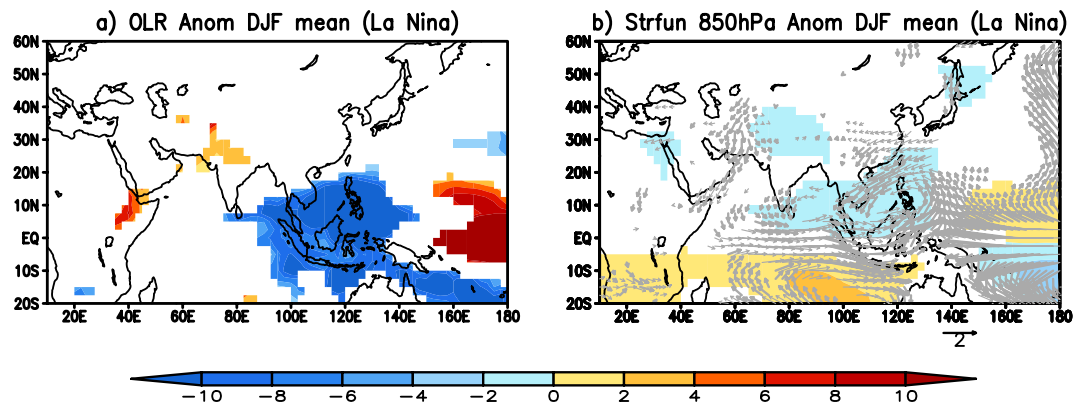 a) OLR Anom DJF mean (La Nina)
b) Strfun 850hPa Anom DJF mean (La Nina)
60N
50N
40N
30N
20N
10N
EQ
10S
20S
20E 40E 60E 80E 100E 120E 140E 160E 180
60N
50N
40N
30N
20N
10N
EQ
10S
20S
20E 40E 60E 80E 100E 120E 140E 160E 180
2
-10 -8 -6 -4 -2 0 2 4 6 8 10